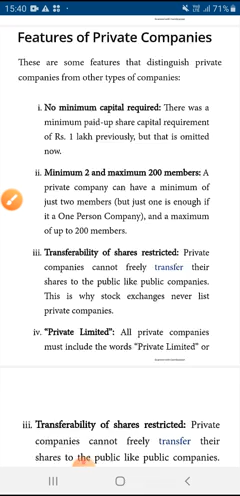 15:40
71%
Features of Private Companies
These are some features that distinguish private
companies from other types of companies:
i. No minimum capital required: There was a
minimum paid-up share capital requirement
of Rs. 1 lakh previously, but that is omitted
now.
ii. Minimum 2 and maximum 200 members: A
private company can have a minimum of
just two members (but just one is enough if
it a One Person Company), and a maximum
of up to 200 members.
iii. Transferability of shares restricted: Private
companies cannot freely transfer their
shares to the public like public companies.
This is why stock exchanges never list
private companies.
iv. “Private Limited”: All private companies
must include the words “Private Limited” or
iii. Transferability of shares restricted: Private
companies cannot freely transfer their
shares to the public like public companies.